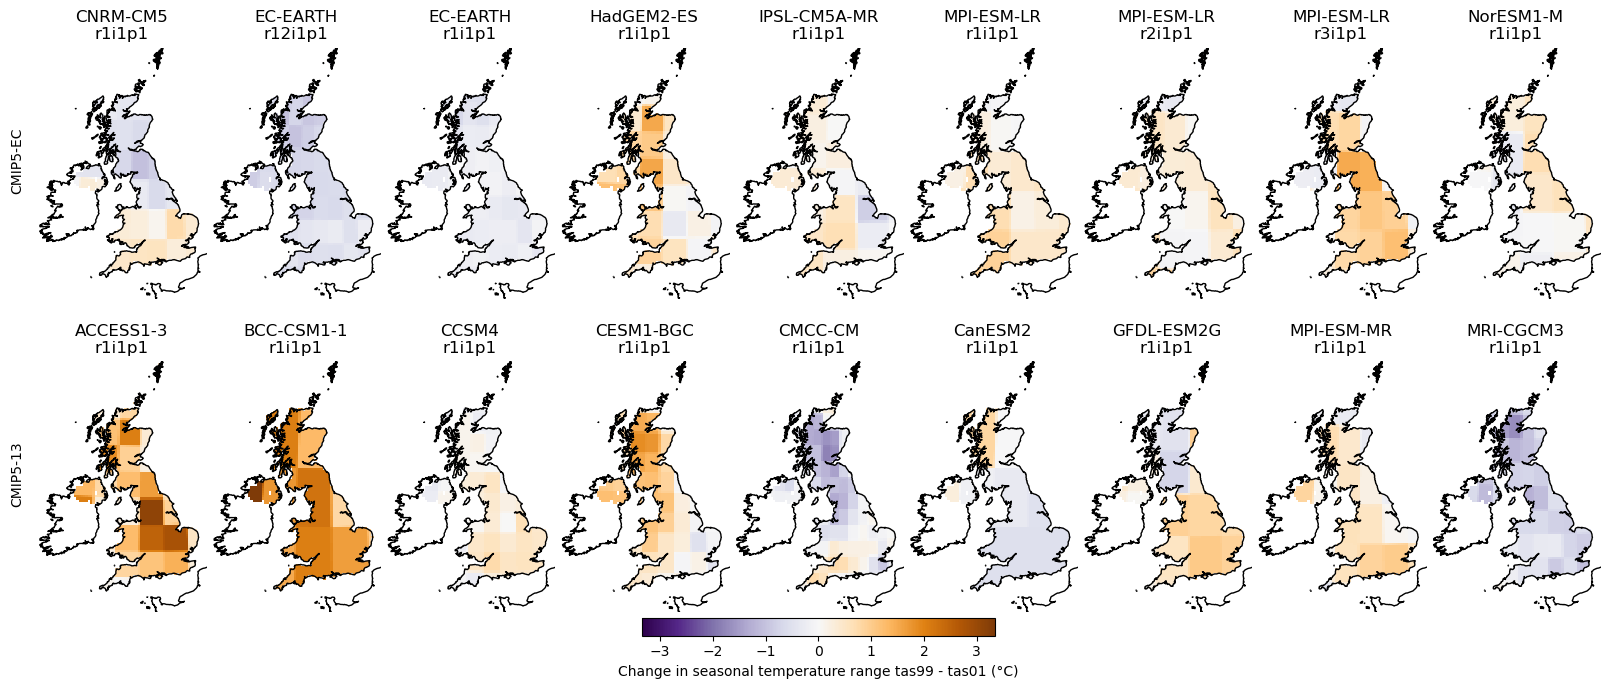 CNRM-CM5 EC-EARTH EC-EARTH HadGEM2-ES IPSL-CM5A-MR MPI-ESM-LR MPI-ESM-LR MPI-ESM-LR NorESM1-M
r1i1p1 r12i1p1 r1i1p1 r1i1p1 r1i1p1 r1i1p1 r2i1p1 r3i1p1 r1i1p1
CMIP5-EC
ACCESS1-3 BCC-CSM1-1 CCSM4 CESM1-BGC CMCC-CM CanESM2 GFDL-ESM2G MPI-ESM-MR MRI-CGCM3
r1i1p1 r1i1p1 r1i1p1 r1i1p1 r1i1p1 r1i1p1 r1i1p1 r1i1p1 r1i1p1
CMIP5-13
−3 −2 −1 0 1 2 3
Change in seasonal temperature range tas99 - tas01 (°C)